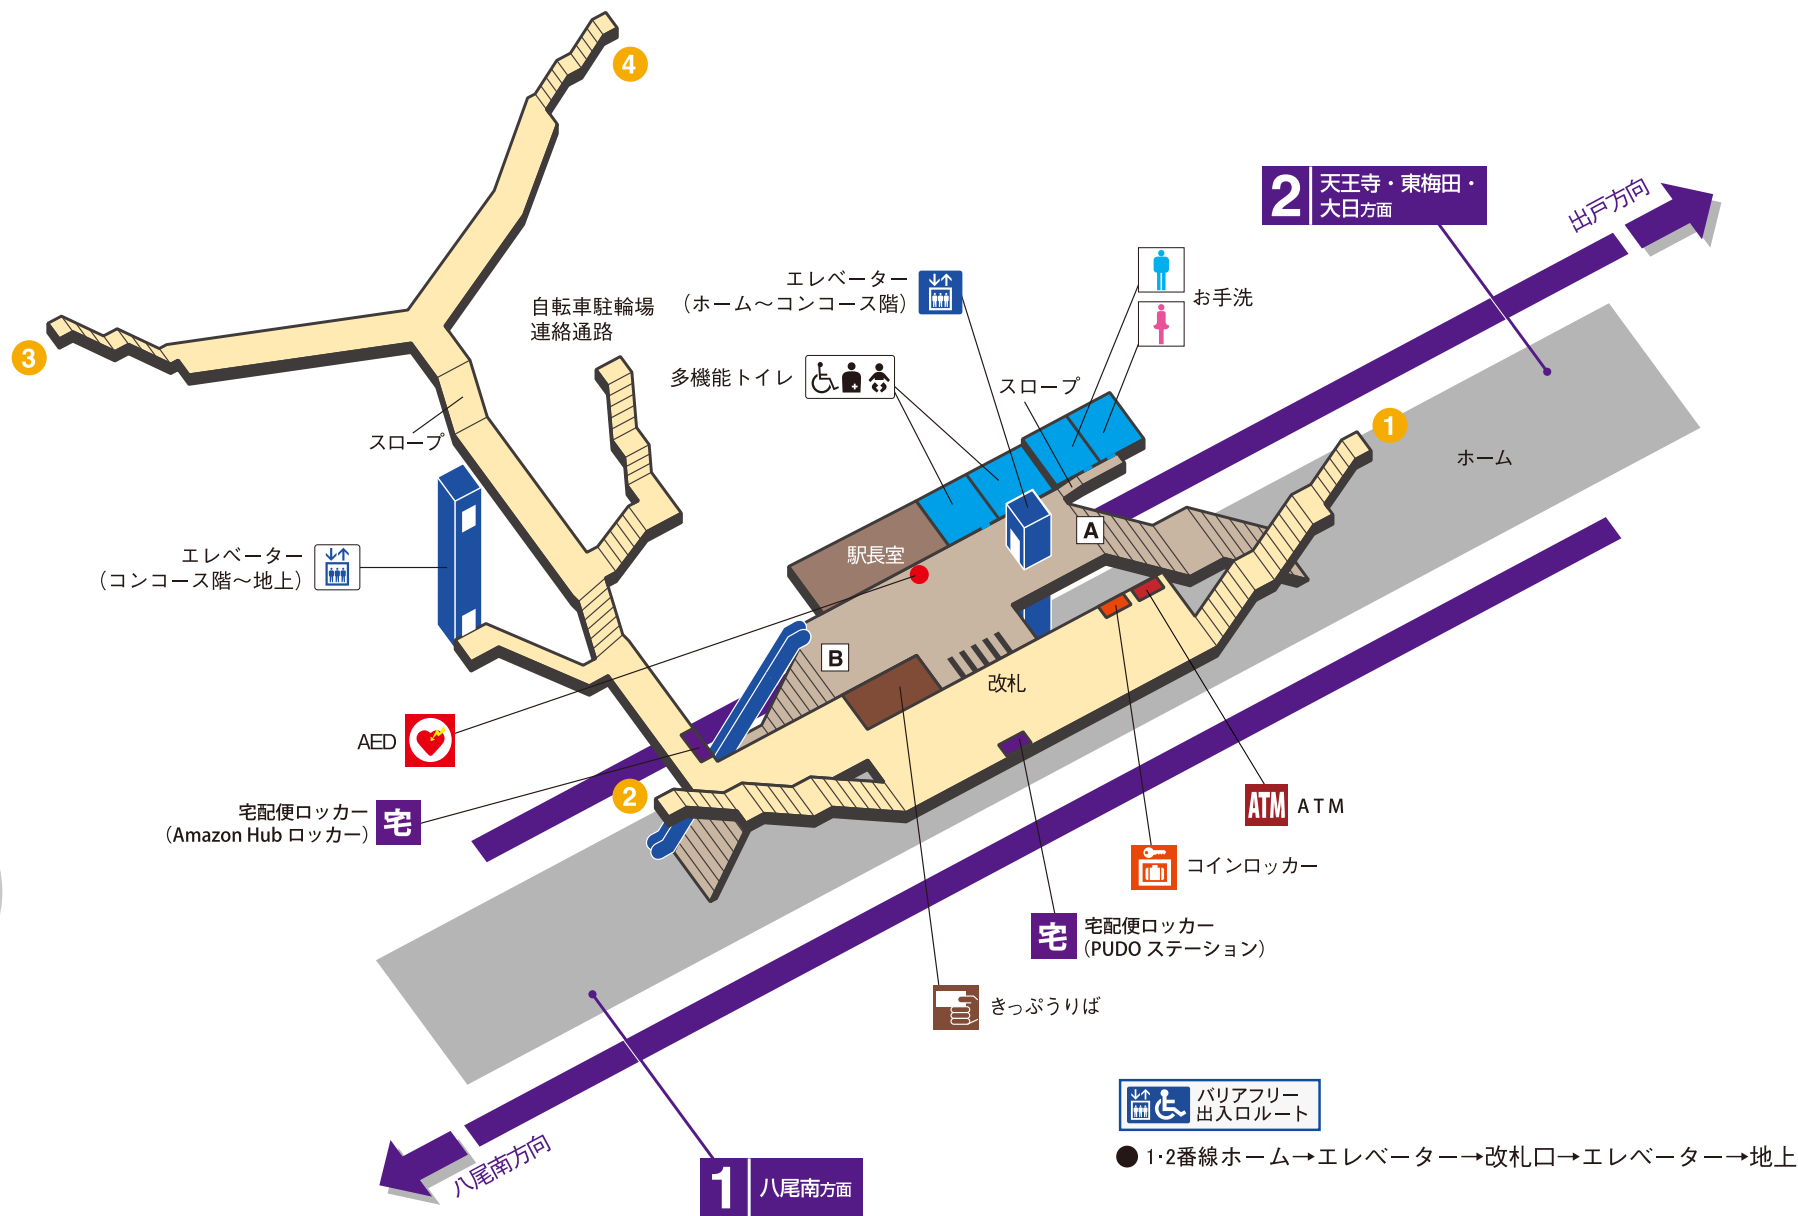 4
2 天王寺・東梅田・
大日方面
出戸方向
エレベーター
(ホーム～コンコース階)
お手洗
自転車駐輪場
連絡通路
3
多機能トイレ
スロープ
1
スロープ
ホーム
エレベーター
(コンコース階～地上)
駅長室
A
B
改札
AED
2
宅配便ロッカー
(Amazon Hub ロッカー)
宅
ATM ATM
コインロッカー
宅 宅配便ロッカー
(PUDO ステーション)
きっぷうりば
バリアフリー
出入口ルート
八尾南方向
1 八尾南方面
● 1・2番線ホーム→エレベーター→改札口→エレベーター→地上